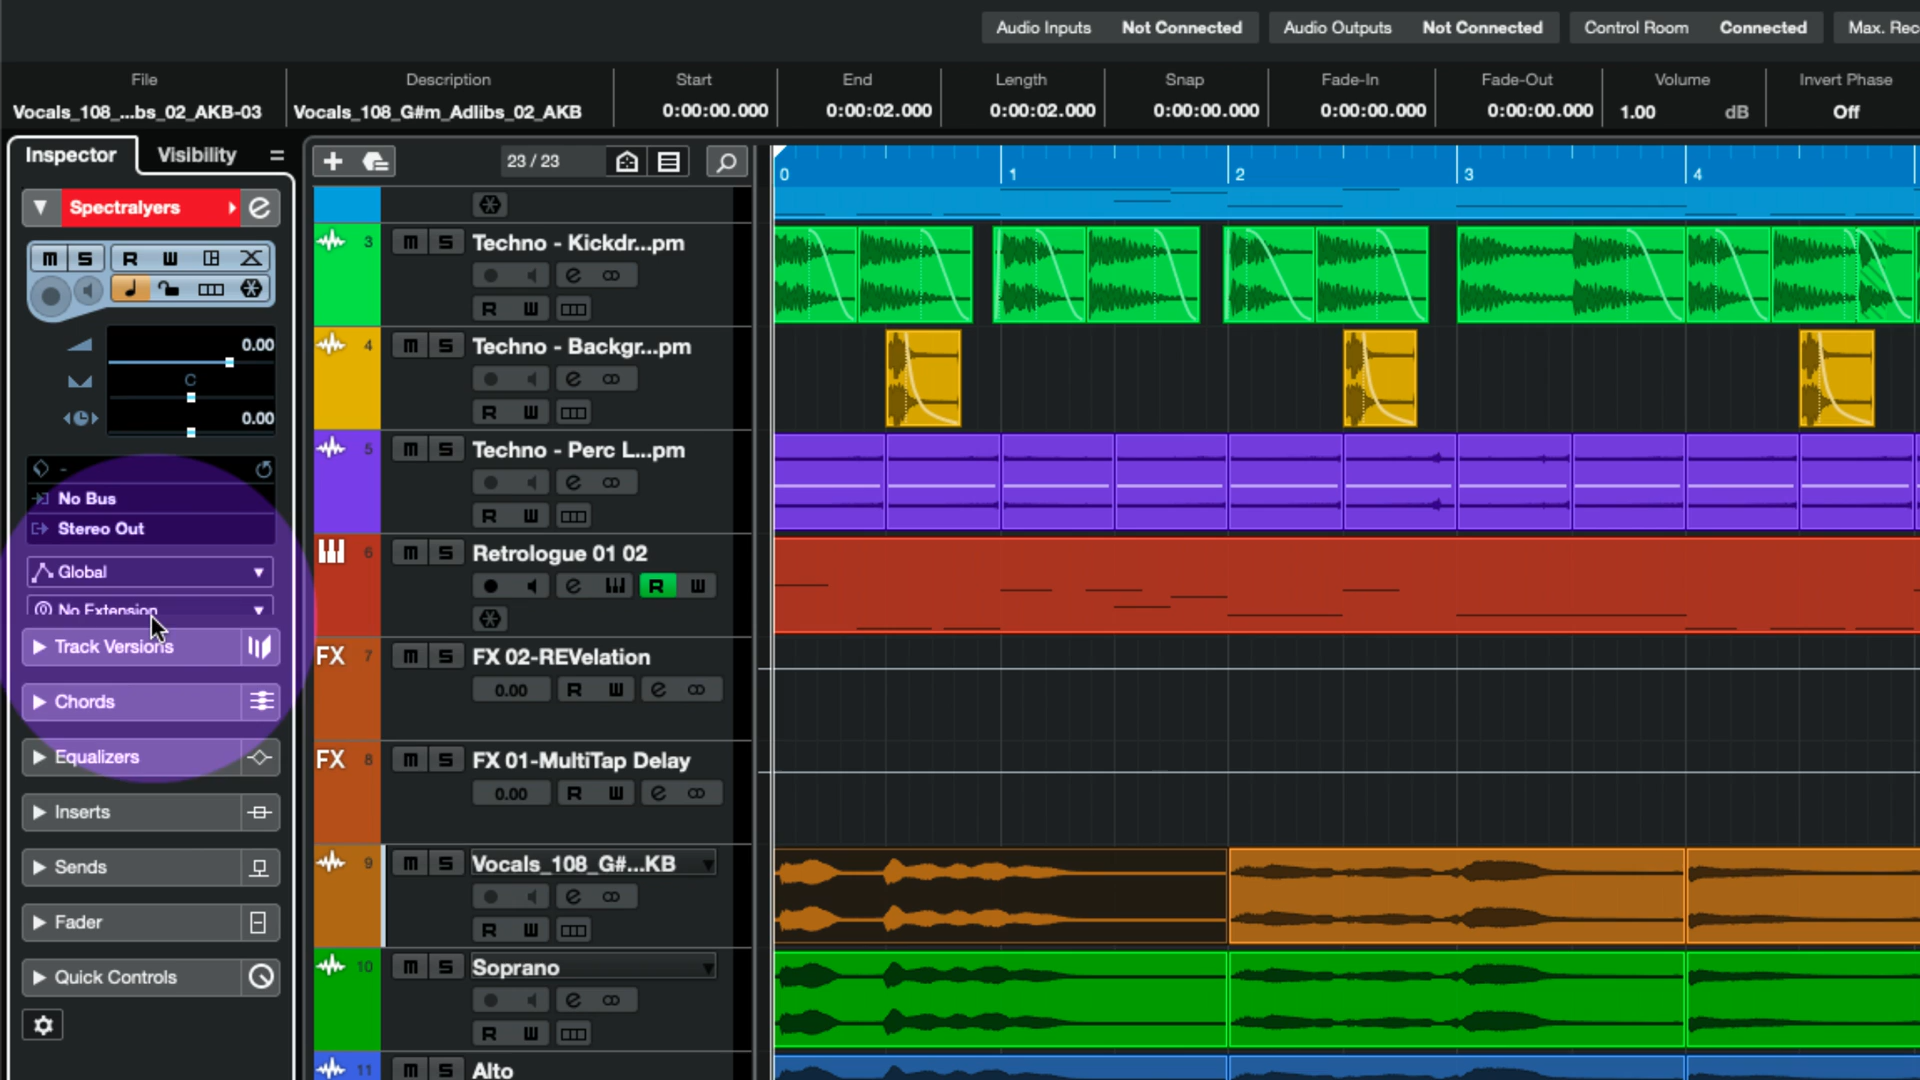 Audio Inputs Not Connected Audio Outputs Not Connected Control Room Connected Max. Rec
File Description Start End Length Snap Fade-In Fade-Out Volume Invert Phase
Vocals_108_...bs_02_AKB-03 Vocals_108_G#m_Adlibs_02_AKB 0:00:00.000 0:00:02.000 0:00:02.000 0:00:00.000 0:00:00.000 0:00:00.000 1.00 dB Off
Inspector Visibility
23 / 23
0 1 2 3 4
Spectralyers
M S R W
0.00
C
0.00
-
No Bus
Stereo Out
Global
No Extension
Track Versions
Chords
Equalizers
Inserts
Sends
Fader
Quick Controls
3 M S Techno - Kickdr...pm
R W
4 M S Techno - Backgr...pm
R W
5 M S Techno - Perc L...pm
R W
6 M S Retrologue 01 02
R W
FX 7 M S FX 02-REVelation
0.00 R W
FX 8 M S FX 01-MultiTap Delay
0.00 R W
9 M S Vocals_108_G#...KB
R W
10 M S Soprano
R W
11 M S Alto